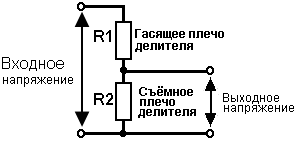 R1
Гасящее плечо
делителя
Входное
напряжение
R2
Съёмное
плечо
делителя
Выходное
напряжение